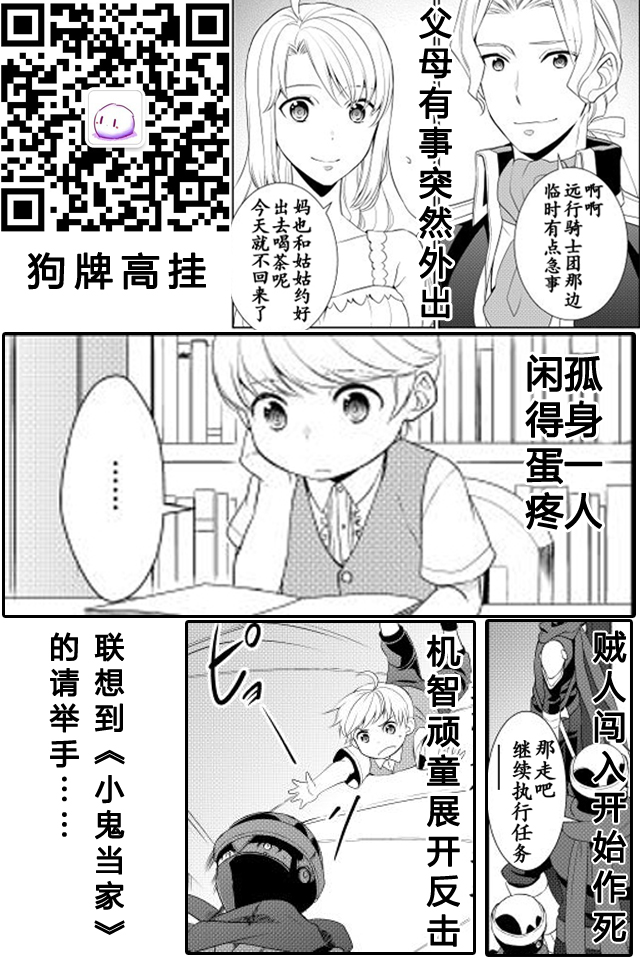 父母有事突然外出
啊啊
远行骑士团那边
临时有点急事
妈也和姑姑约好
出去喝茶呢
今天就不回来了
狗牌高挂
孤身一人
闲得蛋疼
……
贼人闯入开始作死
那走吧
继续执行任务——
机智顽童展开反击
ピュ
联想到《小鬼当家》
的请举手……